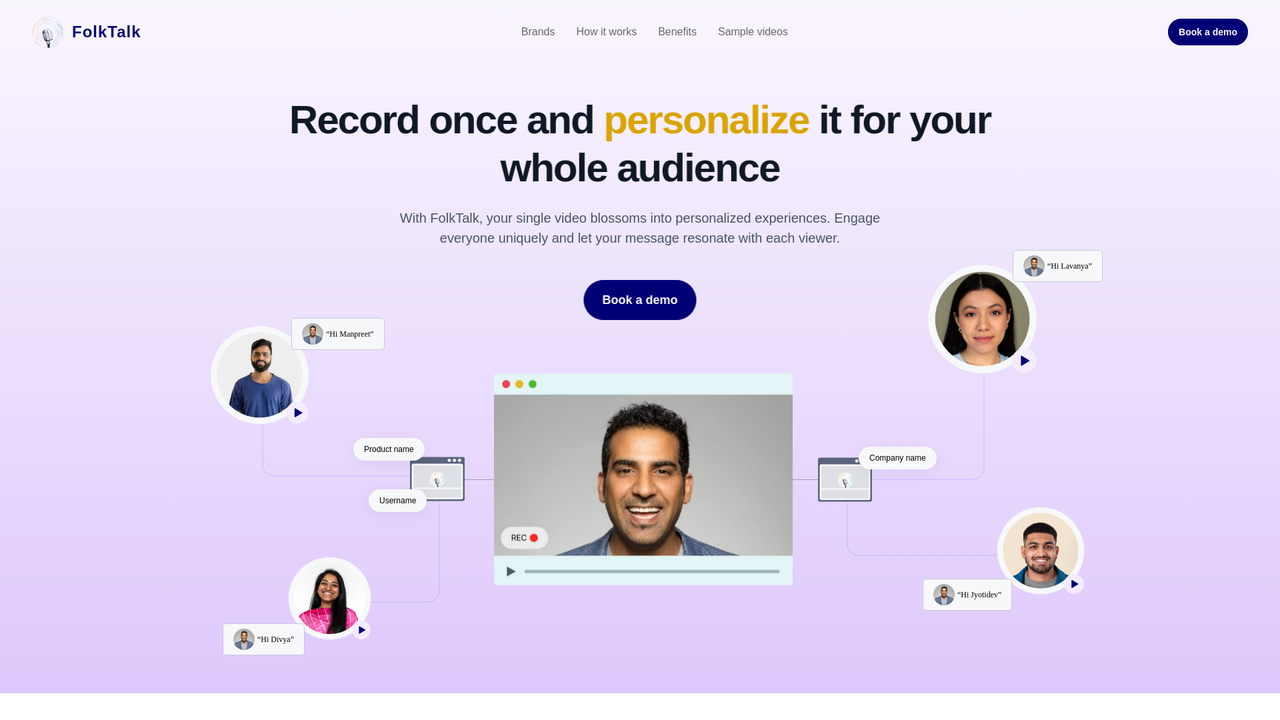 FolkTalk
Brands
How it works
Benefits
Sample videos
Book a demo
Record once and personalize it for your
whole audience
With FolkTalk, your single video blossoms into personalized experiences. Engage
everyone uniquely and let your message resonate with each viewer.
“Hi Lavanya”
Book a demo
“Hi Manpreet”
Product name
Company name
Username
REC
“Hi Jyotidev”
“Hi Divya”